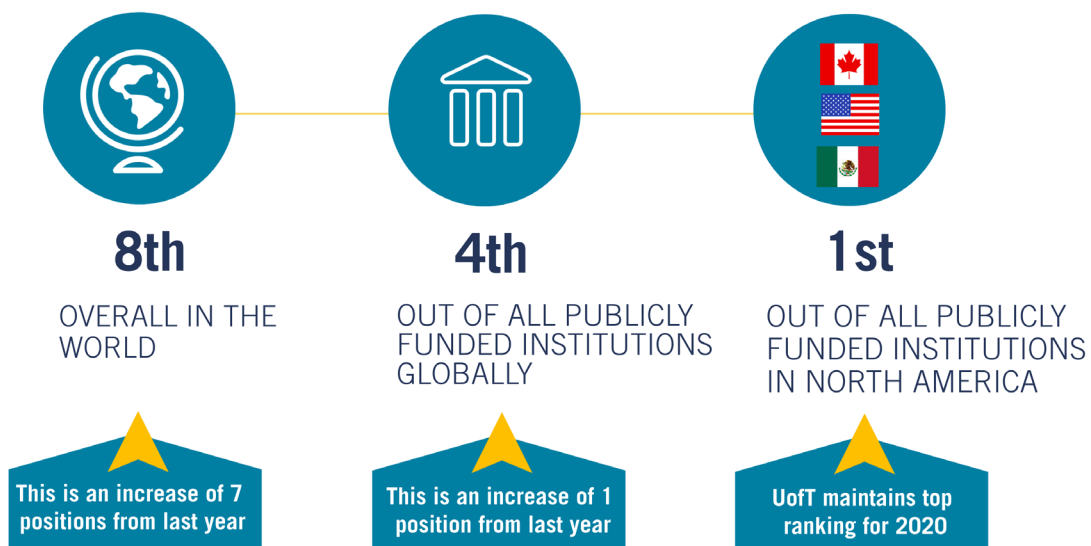 8th
OVERALL IN THE
WORLD
This is an increase of 7
positions from last year
4th
OUT OF ALL PUBLICLY
FUNDED INSTITUTIONS
GLOBALLY
This is an increase of 1
position from last year
1st
OUT OF ALL PUBLICLY
FUNDED INSTITUTIONS
IN NORTH AMERICA
UofT maintains top
ranking for 2020